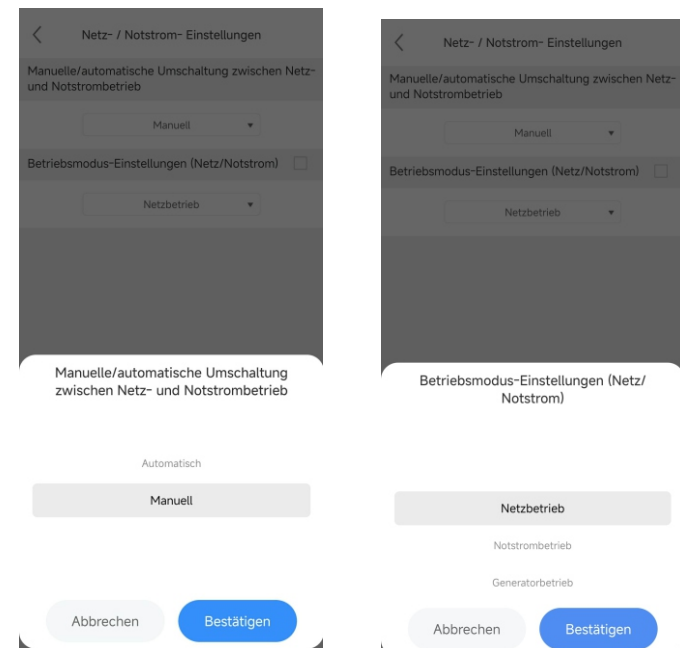 Netz- / Notstrom- Einstellungen
Manuelle/automatische Umschaltung zwischen Netz-
und Notstrombetrieb
Manuell
Betriebsmodus-Einstellungen (Netz/Notstrom)
Netzbetrieb
Manuelle/automatische Umschaltung
zwischen Netz- und Notstrombetrieb
Automatisch
Manuell
Abbrechen
Bestätigen
Netz- / Notstrom- Einstellungen
Manuelle/automatische Umschaltung zwischen Netz-
und Notstrombetrieb
Manuell
Betriebsmodus-Einstellungen (Netz/Notstrom)
Netzbetrieb
Betriebsmodus-Einstellungen (Netz/
Notstrom)
Netzbetrieb
Notstrombetrieb
Generatorbetrieb
Abbrechen
Bestätigen